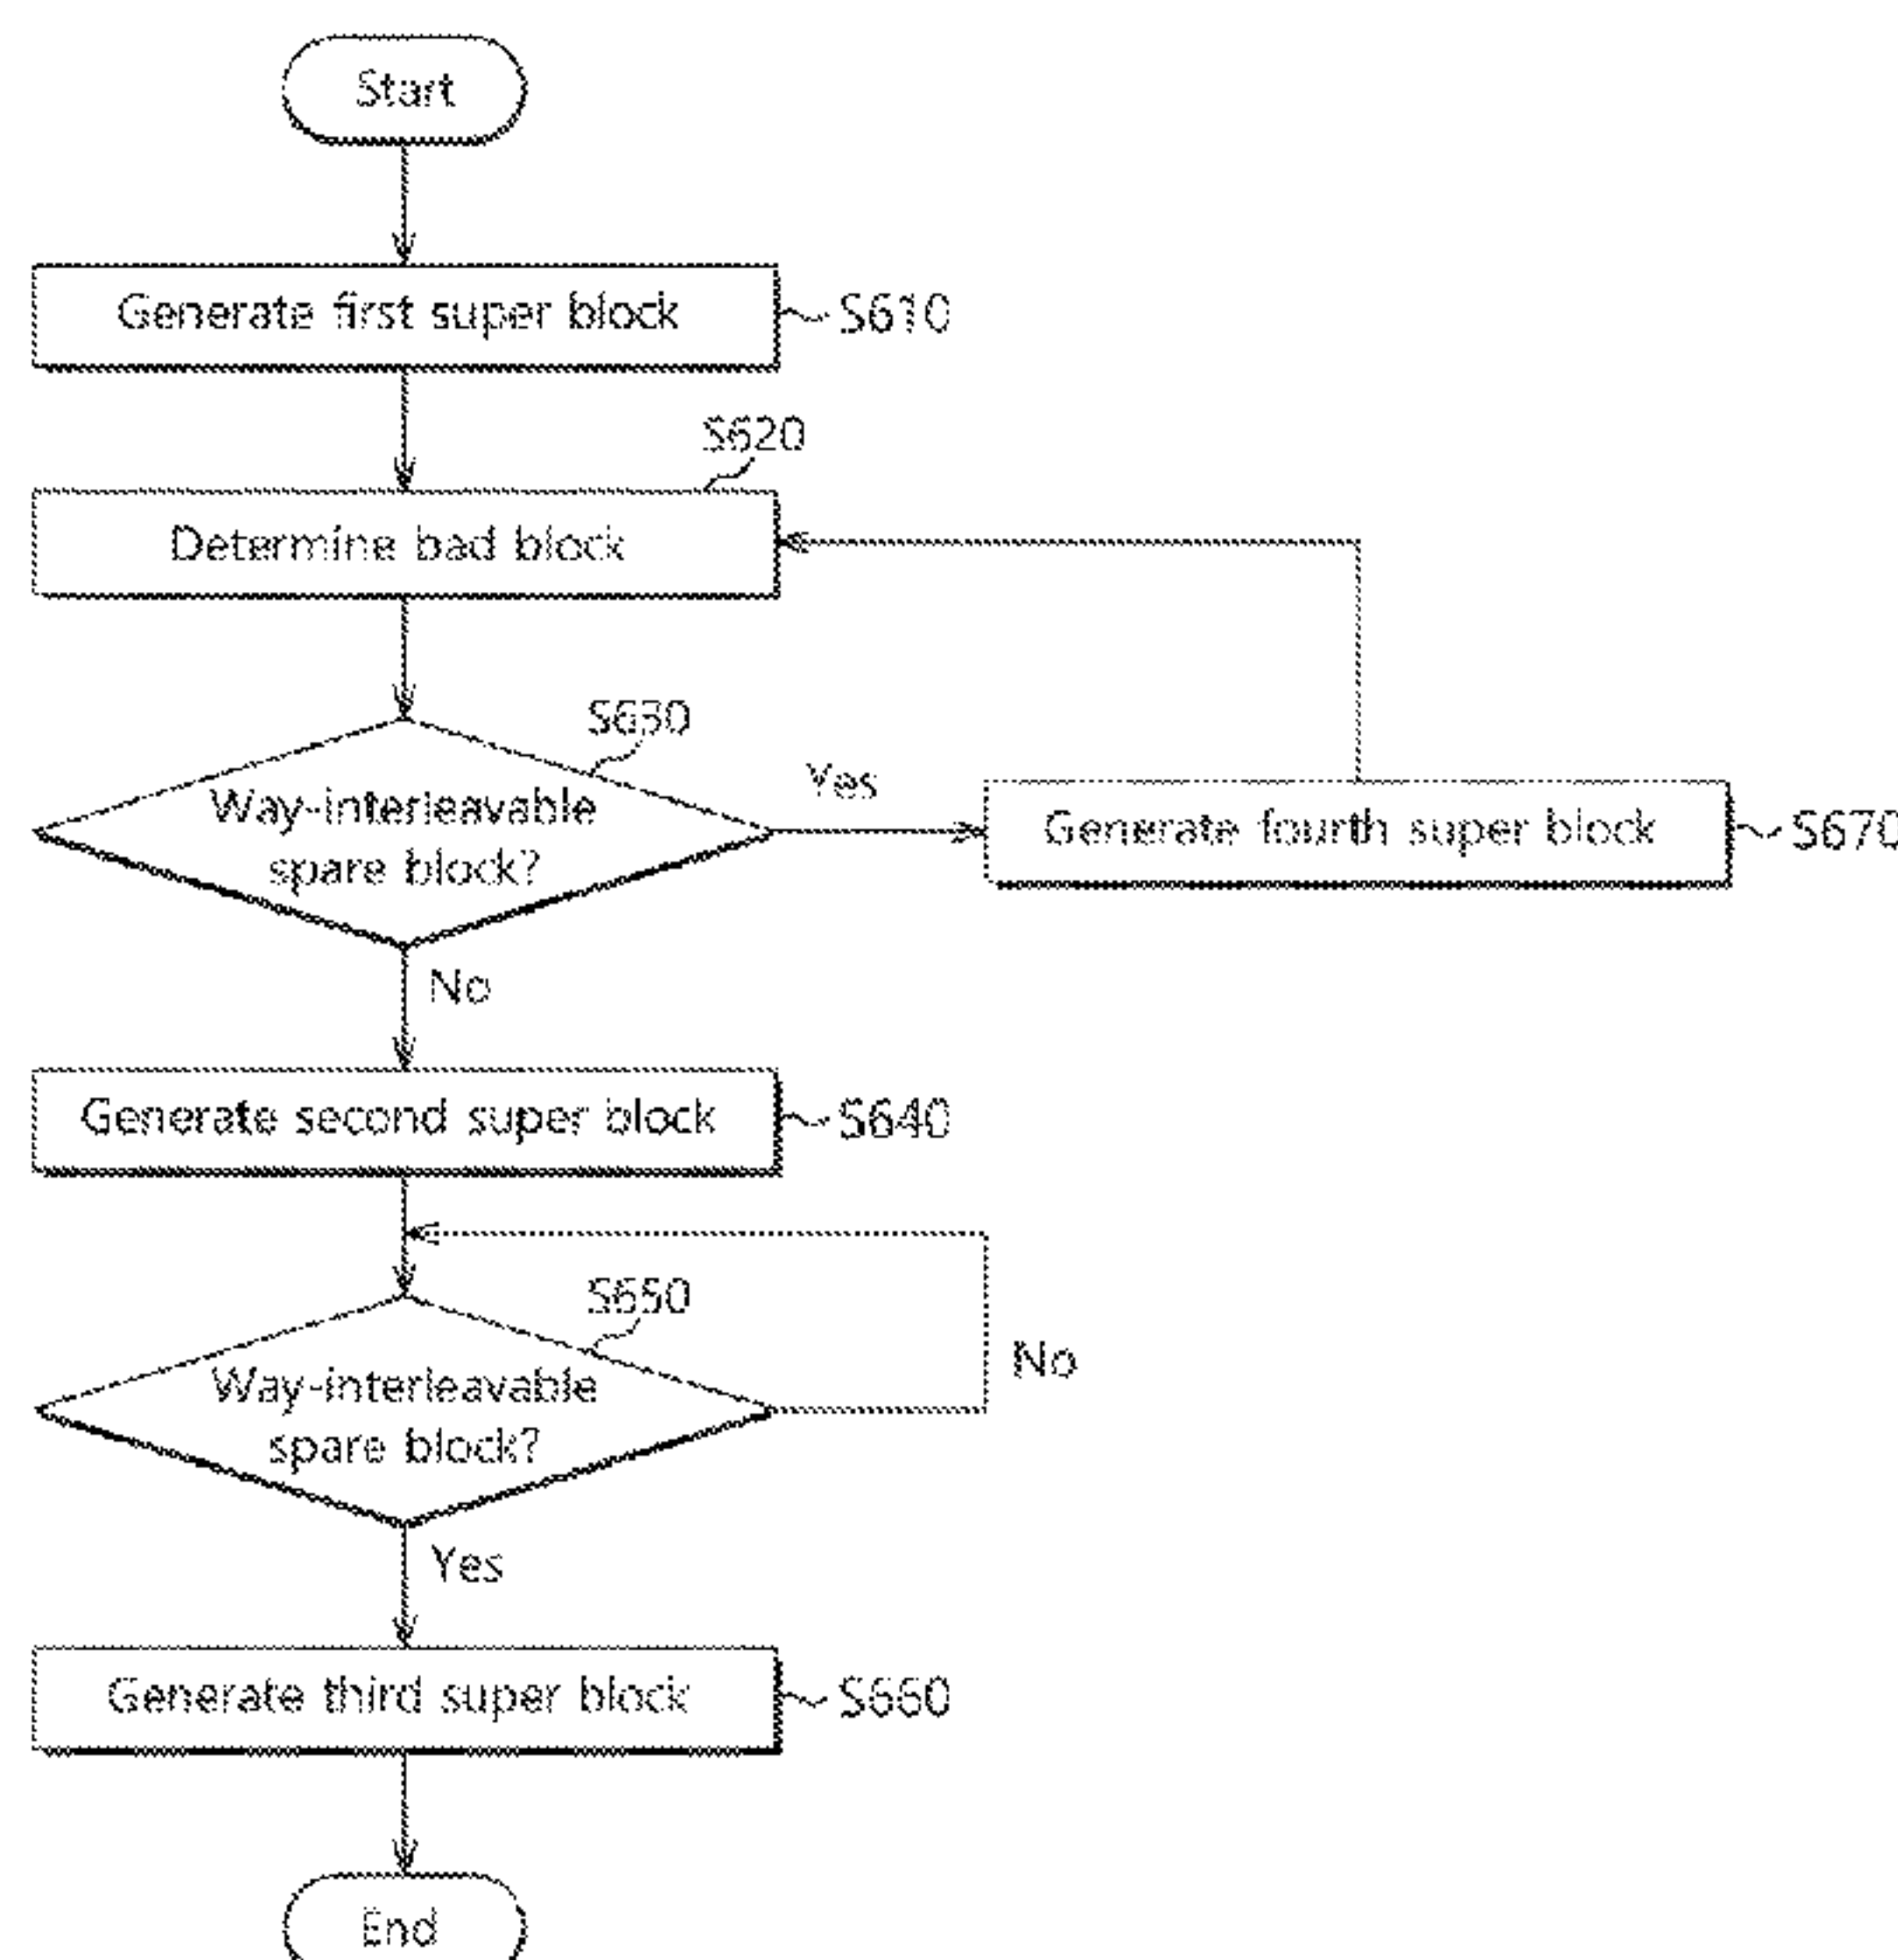 Start
Generate first super block
S610
S620
Determine bad block
S630
Way-interleavable
spare block?
Yes
Generate fourth super block
S670
No
Generate second super block
S640
S650
Way-interleavable
spare block?
No
Yes
Generate third super block
S660
End